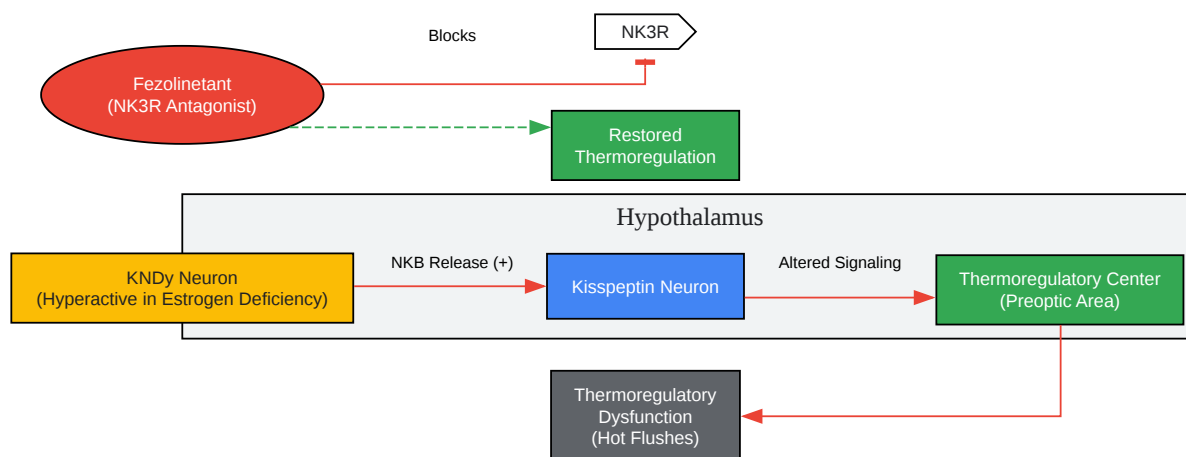 Blocks
NK3R
Fezolinetant
(NK3R Antagonist)
Restored
Thermoregulation
Hypothalamus
KNDy Neuron
(Hyperactive in Estrogen Deficiency)
NKB Release (+)
Kisspeptin Neuron
Altered Signaling
Thermoregulatory Center
(Preoptic Area)
Thermoregulatory
Dysfunction
(Hot Flushes)